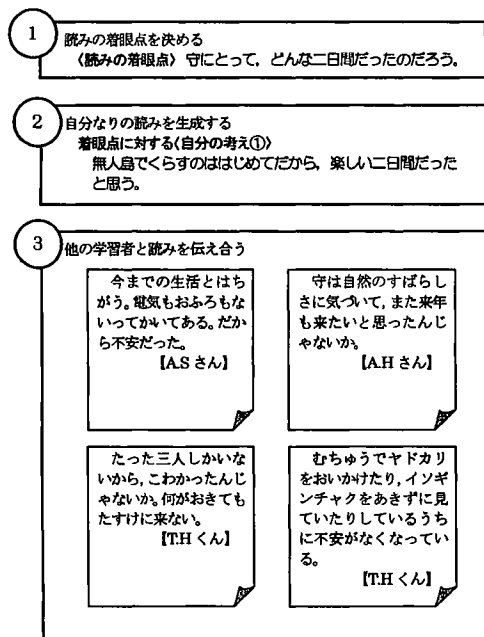 1
読みの着眼点を決める
〈読みの着眼点〉 守にとって，どんな二日間だったのだろう。
2
自分なりの読みを生成する
着眼点に対する〈自分の考え①〉
無人島でくらすのははじめてだから，楽しい二日間だった
と思う。
3
他の学習者と読みを伝え合う
今までの生活とはち
がう。電気もおふろもな
いってかいてある。だか
ら不安だった。
【A.S さん】
守は自然のすばらし
さに気づいて，また来年
も来たいと思ったんじ
ゃないか。
【A.H さん】
たった三人しかいな
いから，こわかったんじ
ゃないか。何がおきても
たすけに来ない。
【T.H くん】
むちゅうでヤドカリ
をおいかけたり，イソギ
ンチャクをあきずに見
ていたりしているうち
に不安がなくなってい
る。
【T.H くん】